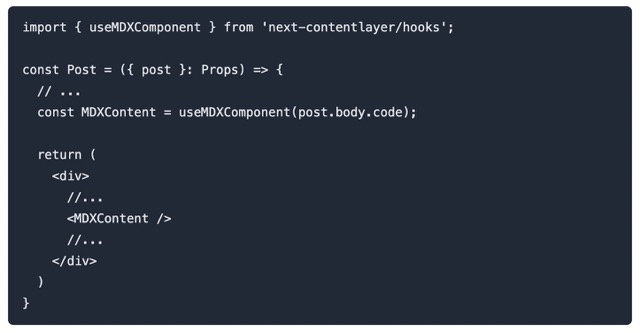 import { useMDXComponent } from 'next-contentlayer/hooks';
const Post = ({ post }: Props) => {
// ...
const MDXContent = useMDXComponent(post.body.code);
return (
<div>
//...
<MDXContent />
//...
</div>
)
}